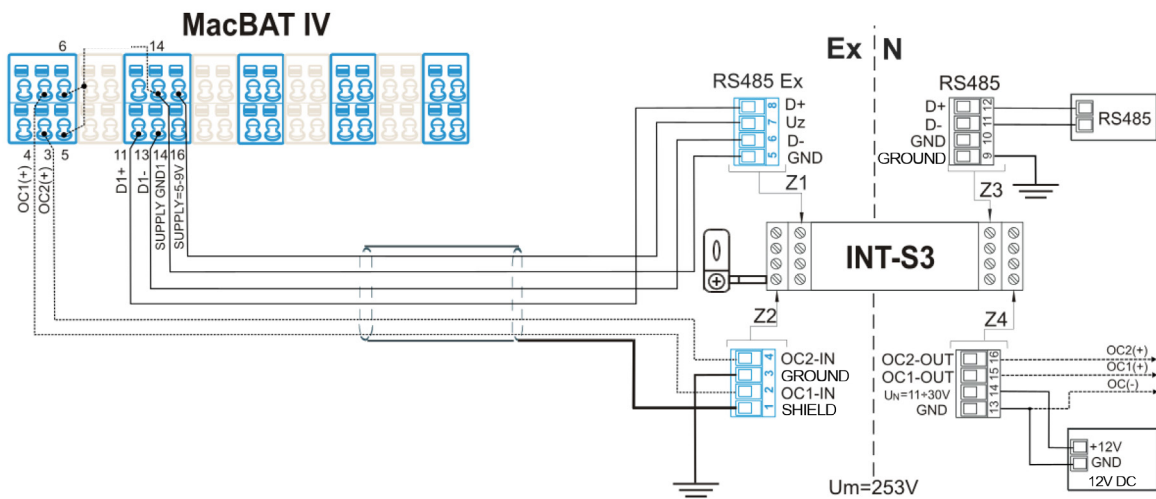 MacBAT IV
6
14
4
3
5
11
13
14
16
OC1(+)
OC2(+)
D1+
D1-
SUPPLY GND1
SUPPLY=5-9V
Ex
N
RS485 Ex
D+
Uz
D-
GND
8
7
6
5
Z1
RS485
D+
D-
GND
GROUND
12
11
10
9
Z3
RS485
INT-S3
Z2
OC2-IN
GROUND
OC1-IN
SHIELD
4
3
2
1
Z4
OC2-OUT
OC1-OUT
UN=11÷30V
GND
16
15
14
13
OC2(+)
OC1(+)
OC(-)
+12V
GND
12V DC
Um=253V